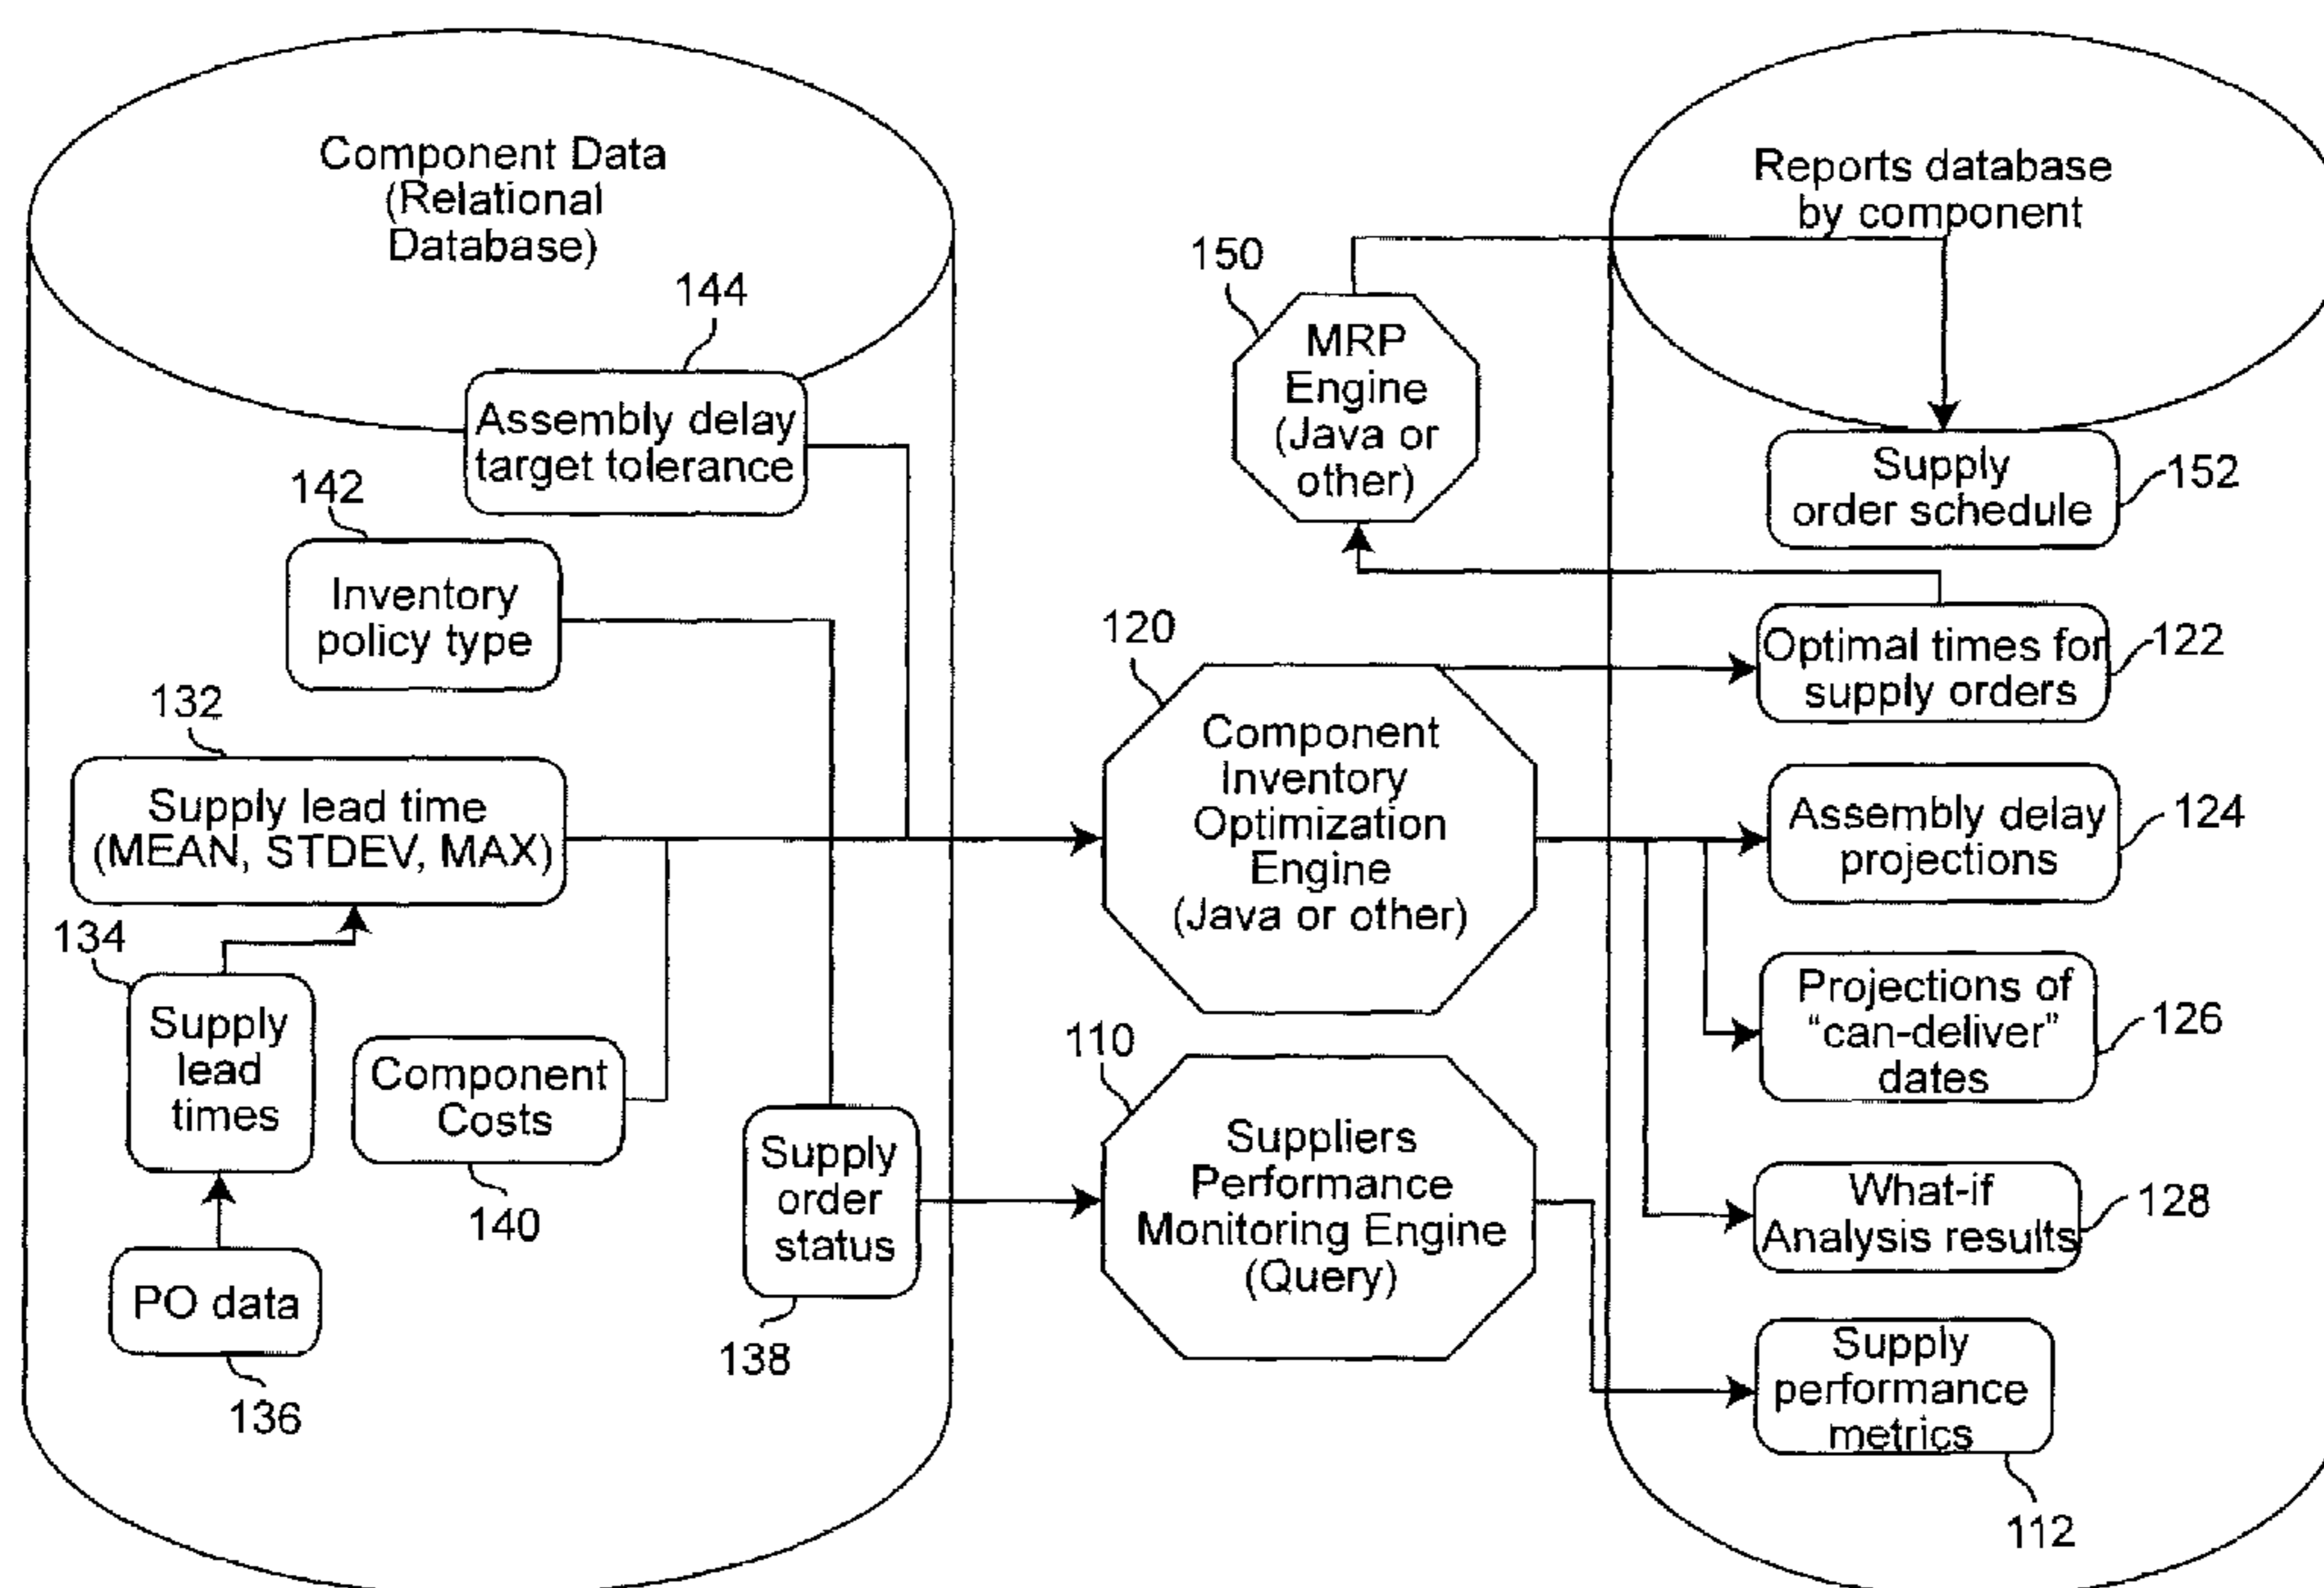 Component Data
(Relational
Database)
144
Assembly delay
target tolerance
142
Inventory
policy type
132
Supply lead time
(MEAN, STDEV, MAX)
134
Supply
lead
times
Component
Costs
140
PO data
136
Supply
order
status
138
150
MRP
Engine
(Java or
other)
120
Component
Inventory
Optimization
Engine
(Java or other)
110
Suppliers
Performance
Monitoring Engine
(Query)
Reports database
by component
Supply
order schedule
152
Optimal times for
supply orders
122
Assembly delay
projections
124
Projections of
“can-deliver”
dates
126
What-if
Analysis results
128
Supply
performance
metrics
112